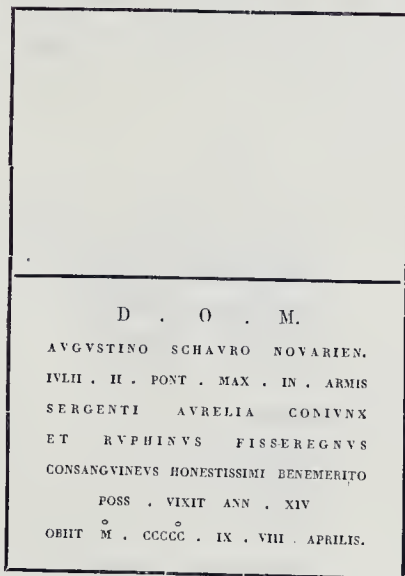 D . O . M.
AVGVSTINO SCHAVRO NOVARIEN.
IVLII . II . PONT . MAX . IN . ARMIS
SERGENTI AVRELIA CONIVNX
ET RVPHINVS FISSEREGNVS
CONSANGVINEVS HONESTISSIMI BENEMERITO
POSS . VIXIT ANN . XIV
OBIIT M̊ . CCCCC̊ . IX . VIII . APRILIS.